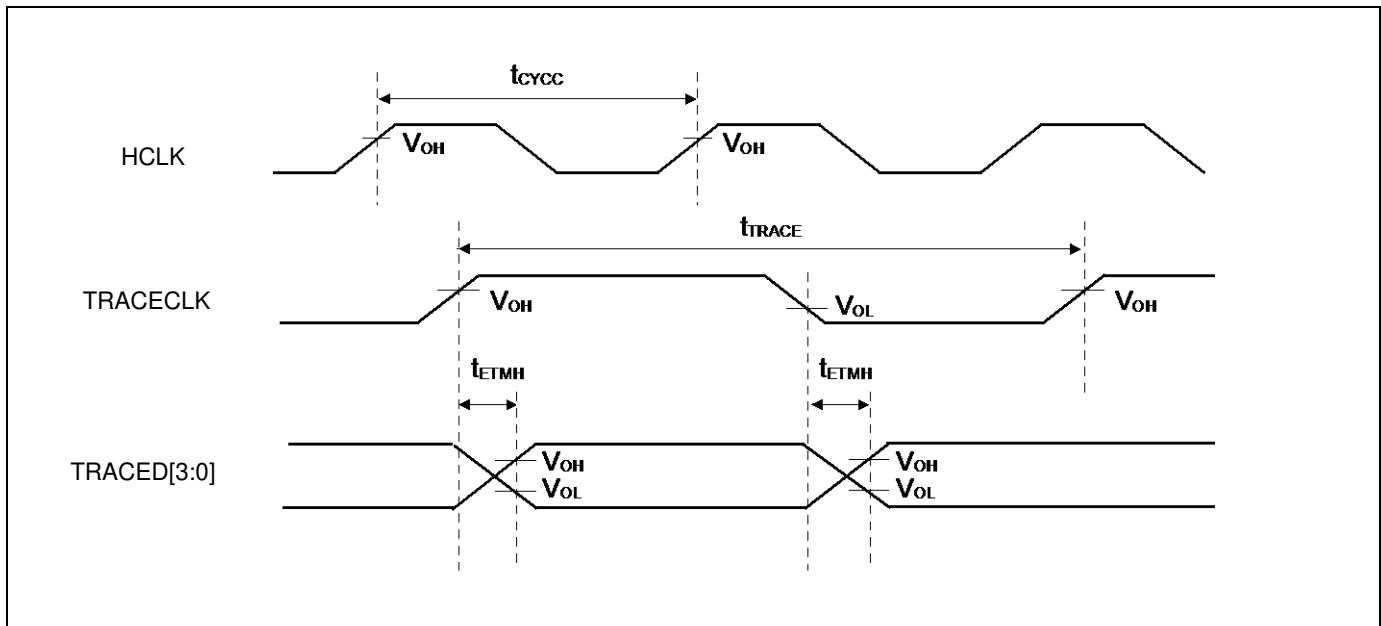 tCYCC
HCLK
VOH
VOH
tTRACE
TRACECLK
VOH
VOL
VOH
tETMH
tETMH
TRACED[3:0]
VOH
VOL
VOH
VOL